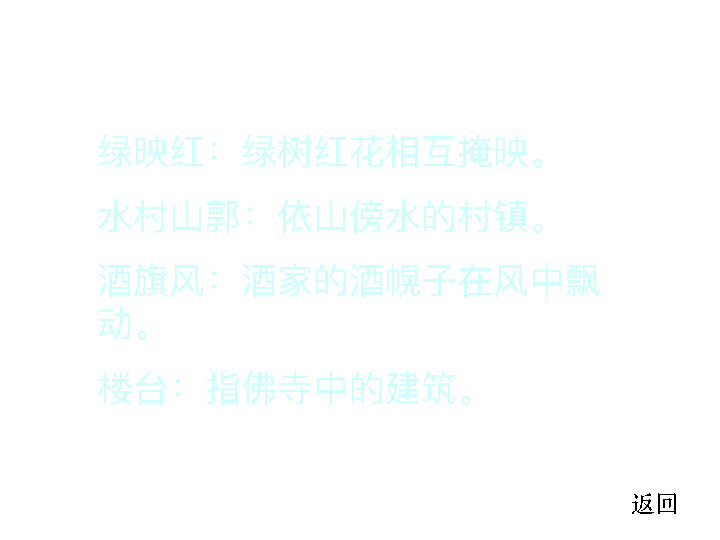 绿映红：绿树红花相互掩映。
水村山郭：依山傍水的村镇。
酒旗风：酒家的酒幌子在风中飘
动。
楼台：指佛寺中的建筑。
返回